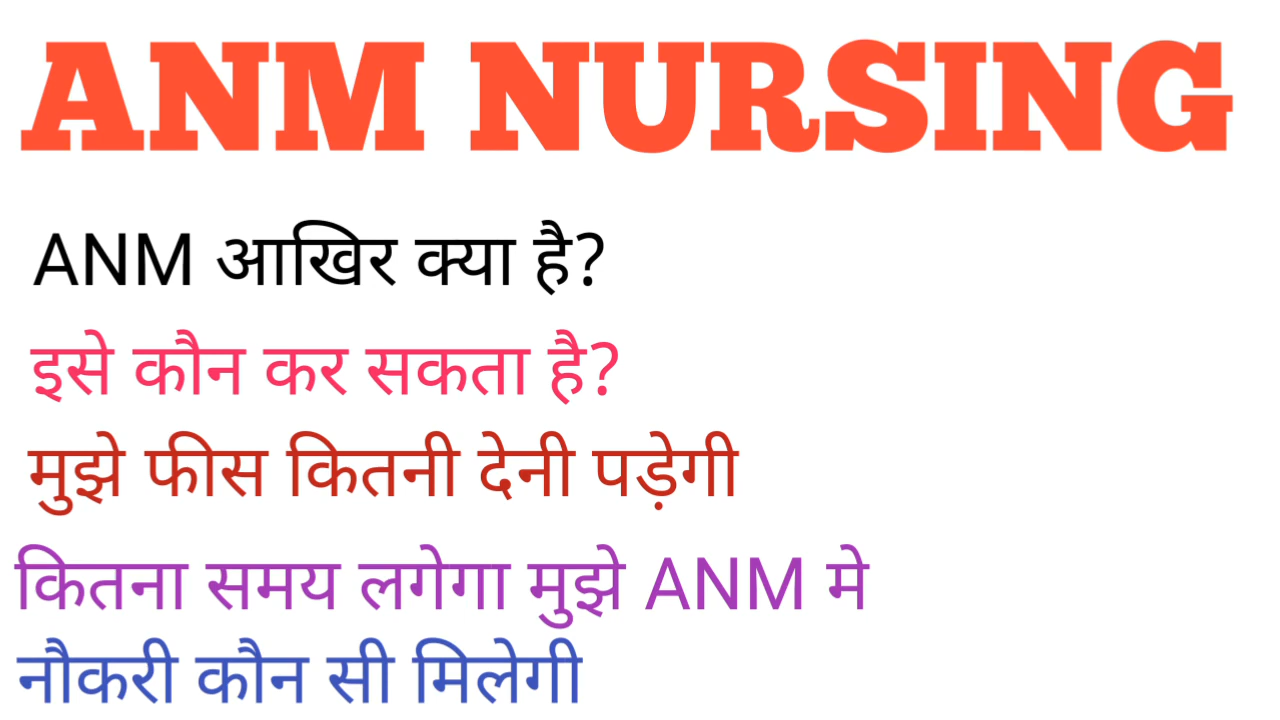 ANM NURSING
ANM आखिर क्या है?
इसे कौन कर सकता है?
मुझे फीस कितनी देनी पड़ेगी
कितना समय लगेगा मुझे ANM मे
नौकरी कौन सी मिलेगी